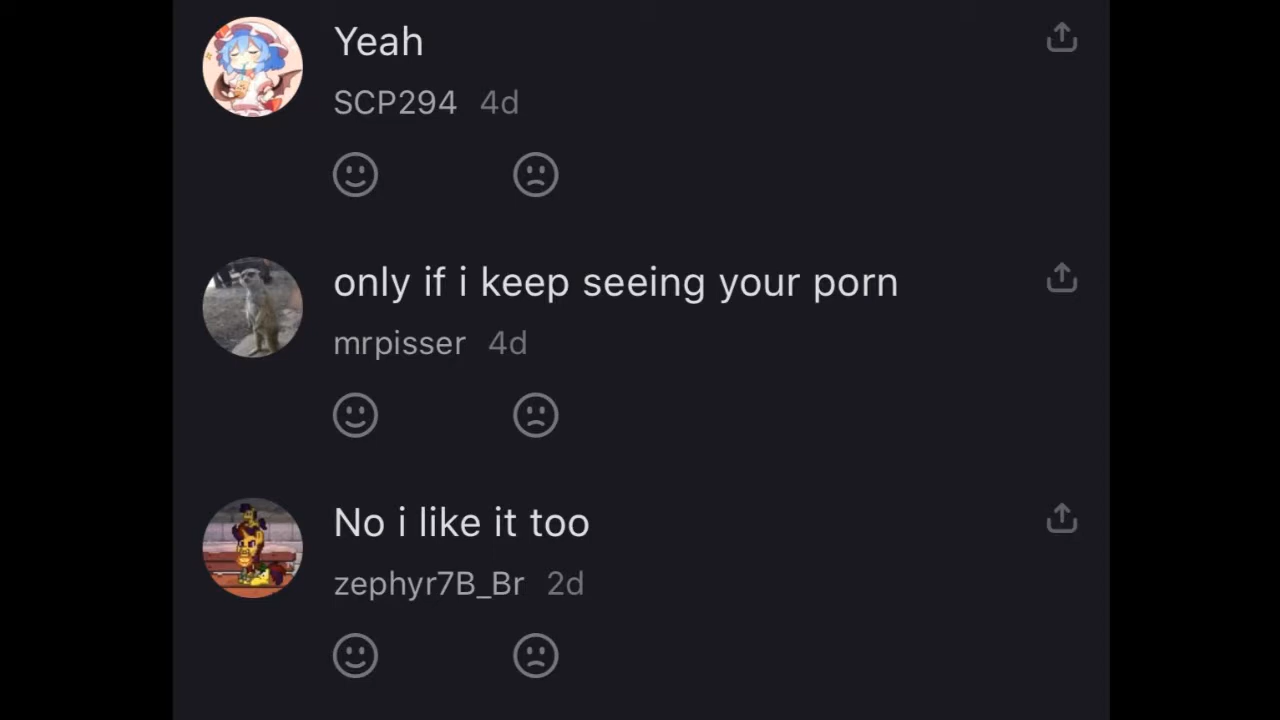 Yeah
SCP294 4d
only if i keep seeing your porn
mrpisser 4d
No i like it too
zephyr7B_Br 2d